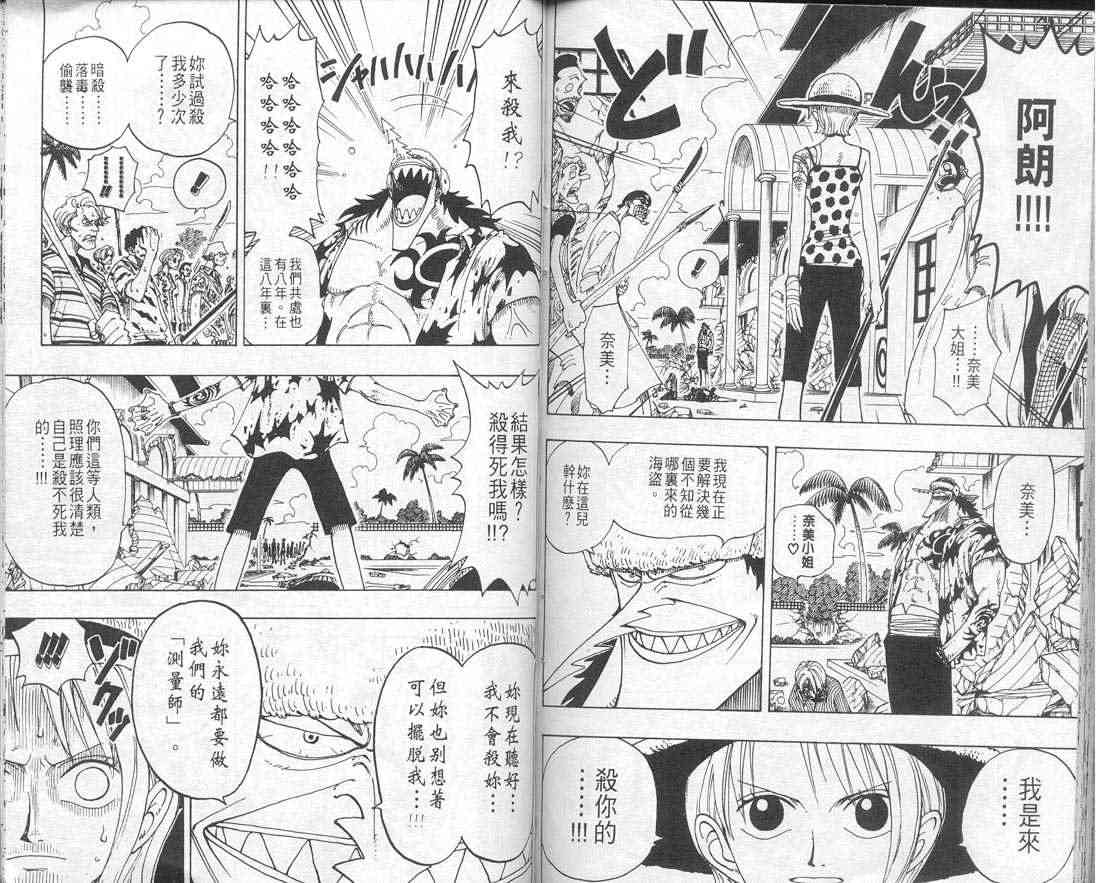 阿朗!!!!
ど
ん
……奈美
大姐…!!
!!
奈美…
奈美…
奈美小姐
……♡
我現在正
要解決幾
個不知從
哪裏來的
海盜。
妳在這兒
幹什麼?
我是來
……
殺你的
……!!!
來殺我!?
シャハハハハハハ
哈哈哈哈哈
哈哈哈哈!!
我們共處也
有八年。在
這八年裏…
妳試過殺
我多少次
了……?
暗殺……
落毒……
偷襲……
!!
結果怎樣?
殺得死我嗎!!?
你們這等人類,
照理應該很清楚
自己是殺不死我
的……!!!
妳現在聽好…
我不會殺妳…
但妳也別想著
可以擺脫我…!!!
妳永遠都要做
我們的
「測量師」。
ゾクッ
!!!